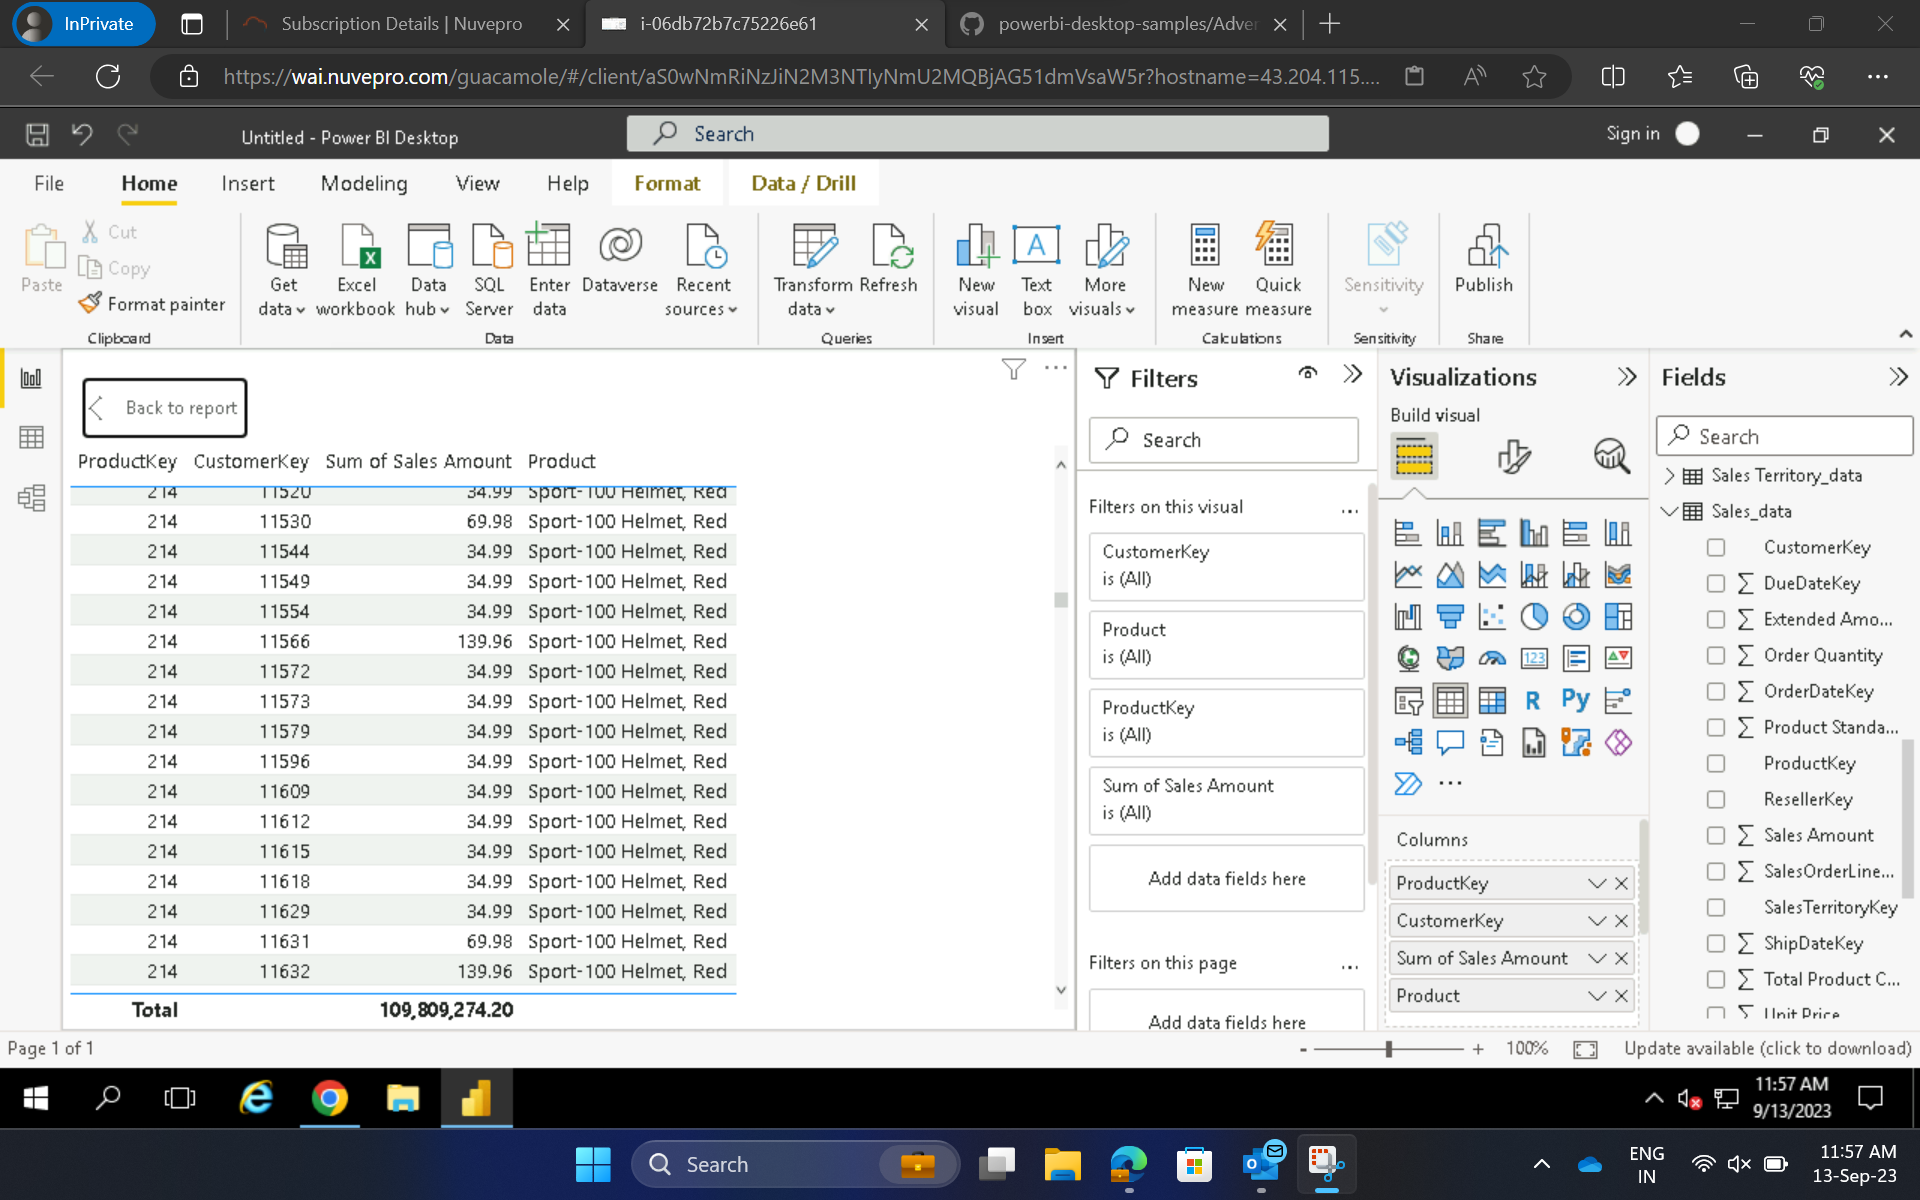 InPrivate
Subscription Details | Nuvepro
i-06db72b7c75226e61
powerbi-desktop-samples/Adver
https://wai.nuvepro.com/guacamole/#/client/aS0wNmRiNzJiN2M3NTIyNmU2MQBjAG51dmVsaW5r?hostname=43.204.115....
Untitled - Power BI Desktop
Search
Sign in
File
Home
Insert
Modeling
View
Help
Format
Data / Drill
Paste
Cut
Copy
Format painter
Clipboard
Get data
Excel workbook
Data hub
SQL Server
Enter data
Dataverse
Recent sources
Data
Transform data
Refresh
Queries
New visual
Text box
More visuals
Insert
New measure
Quick measure
Calculations
Sensitivity
Sensitivity
Publish
Share
Back to report
ProductKey CustomerKey Sum of Sales Amount Product
214 11520 34.99 Sport-100 Helmet, Red
214 11530 69.98 Sport-100 Helmet, Red
214 11544 34.99 Sport-100 Helmet, Red
214 11549 34.99 Sport-100 Helmet, Red
214 11554 34.99 Sport-100 Helmet, Red
214 11566 139.96 Sport-100 Helmet, Red
214 11572 34.99 Sport-100 Helmet, Red
214 11573 34.99 Sport-100 Helmet, Red
214 11579 34.99 Sport-100 Helmet, Red
214 11596 34.99 Sport-100 Helmet, Red
214 11609 34.99 Sport-100 Helmet, Red
214 11612 34.99 Sport-100 Helmet, Red
214 11615 34.99 Sport-100 Helmet, Red
214 11618 34.99 Sport-100 Helmet, Red
214 11629 34.99 Sport-100 Helmet, Red
214 11631 69.98 Sport-100 Helmet, Red
214 11632 139.96 Sport-100 Helmet, Red
Total 109,809,274.20
Filters
Search
Filters on this visual
CustomerKey
is (All)
Product
is (All)
ProductKey
is (All)
Sum of Sales Amount
is (All)
Add data fields here
Filters on this page
Add data fields here
Visualizations
Build visual
123
R
Py
Columns
ProductKey
CustomerKey
Sum of Sales Amount
Product
Fields
Search
Sales Territory_data
Sales_data
CustomerKey
DueDateKey
Extended Amo...
Order Quantity
OrderDateKey
Product Standa...
ProductKey
ResellerKey
Sales Amount
SalesOrderLine...
SalesTerritoryKey
ShipDateKey
Total Product C...
Unit Price
Page 1 of 1
100%
Update available (click to download)
11:57 AM
9/13/2023
Search
ENG
IN
11:57 AM
13-Sep-23